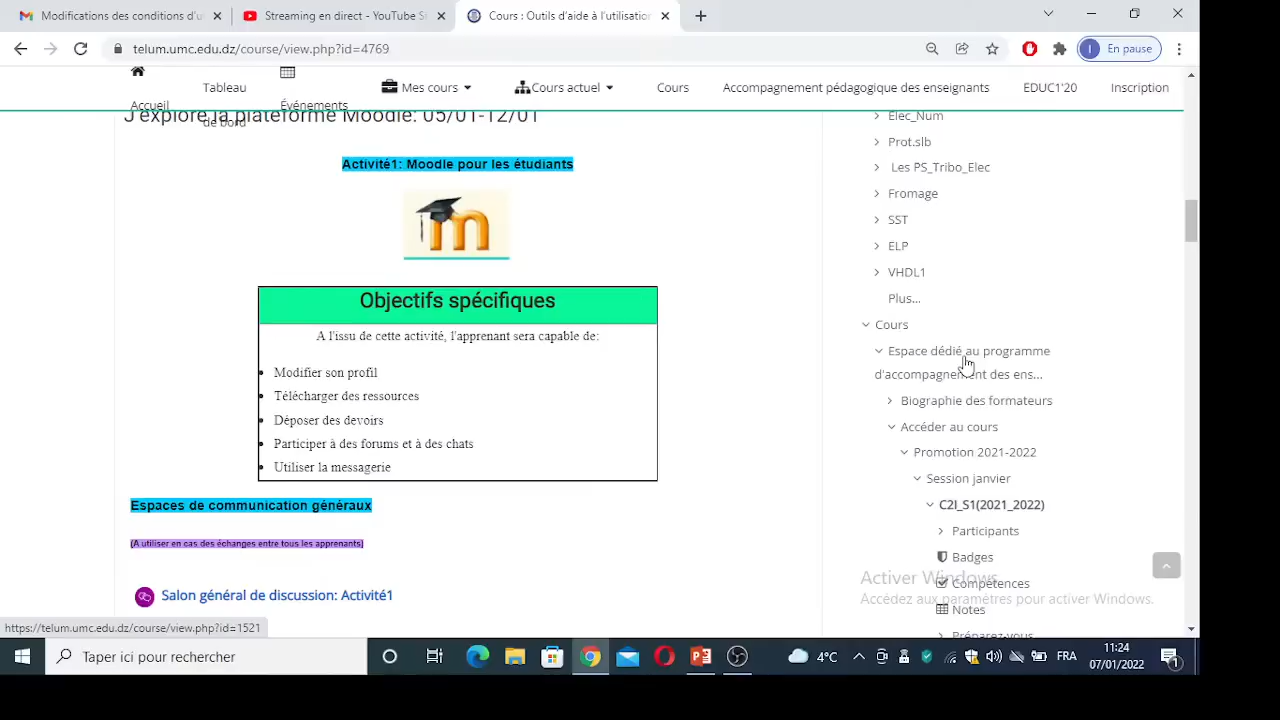 Modifications des conditions d'u
Streaming en direct - YouTube S
Cours : Outils d'aide à l'utilisation
telum.umc.edu.dz/course/view.php?id=4769
En pause
Accueil
Tableau de bord
Événements
Mes cours
Cours actuel
Cours
Accompagnement pédagogique des enseignants
EDUC1'20
Inscription
J'explore la plateforme Moodle: 05/01-12/01
Activité1: Moodle pour les étudiants
m
Objectifs spécifiques
A l'issu de cette activité, l'apprenant sera capable de:
Modifier son profil
Télécharger des ressources
Déposer des devoirs
Participer à des forums et à des chats
Utiliser la messagerie
Espaces de communication généraux
(A utiliser en cas des échanges entre tous les apprenants)
Salon général de discussion: Activité1
Elec_Num
Prot.slb
Les PS_Tribo_Elec
Fromage
SST
ELP
VHDL1
Plus...
Cours
Espace dédié au programme
d'accompagnement des ens...
Biographie des formateurs
Accéder au cours
Promotion 2021-2022
Session janvier
C2I_S1(2021_2022)
Participants
Badges
Compétences
Notes
Préparez-vous
Activer Windows
Accédez aux paramètres pour activer Windows.
https://telum.umc.edu.dz/course/view.php?id=1521
Taper ici pour rechercher
4°C
FRA
11:24
07/01/2022
1